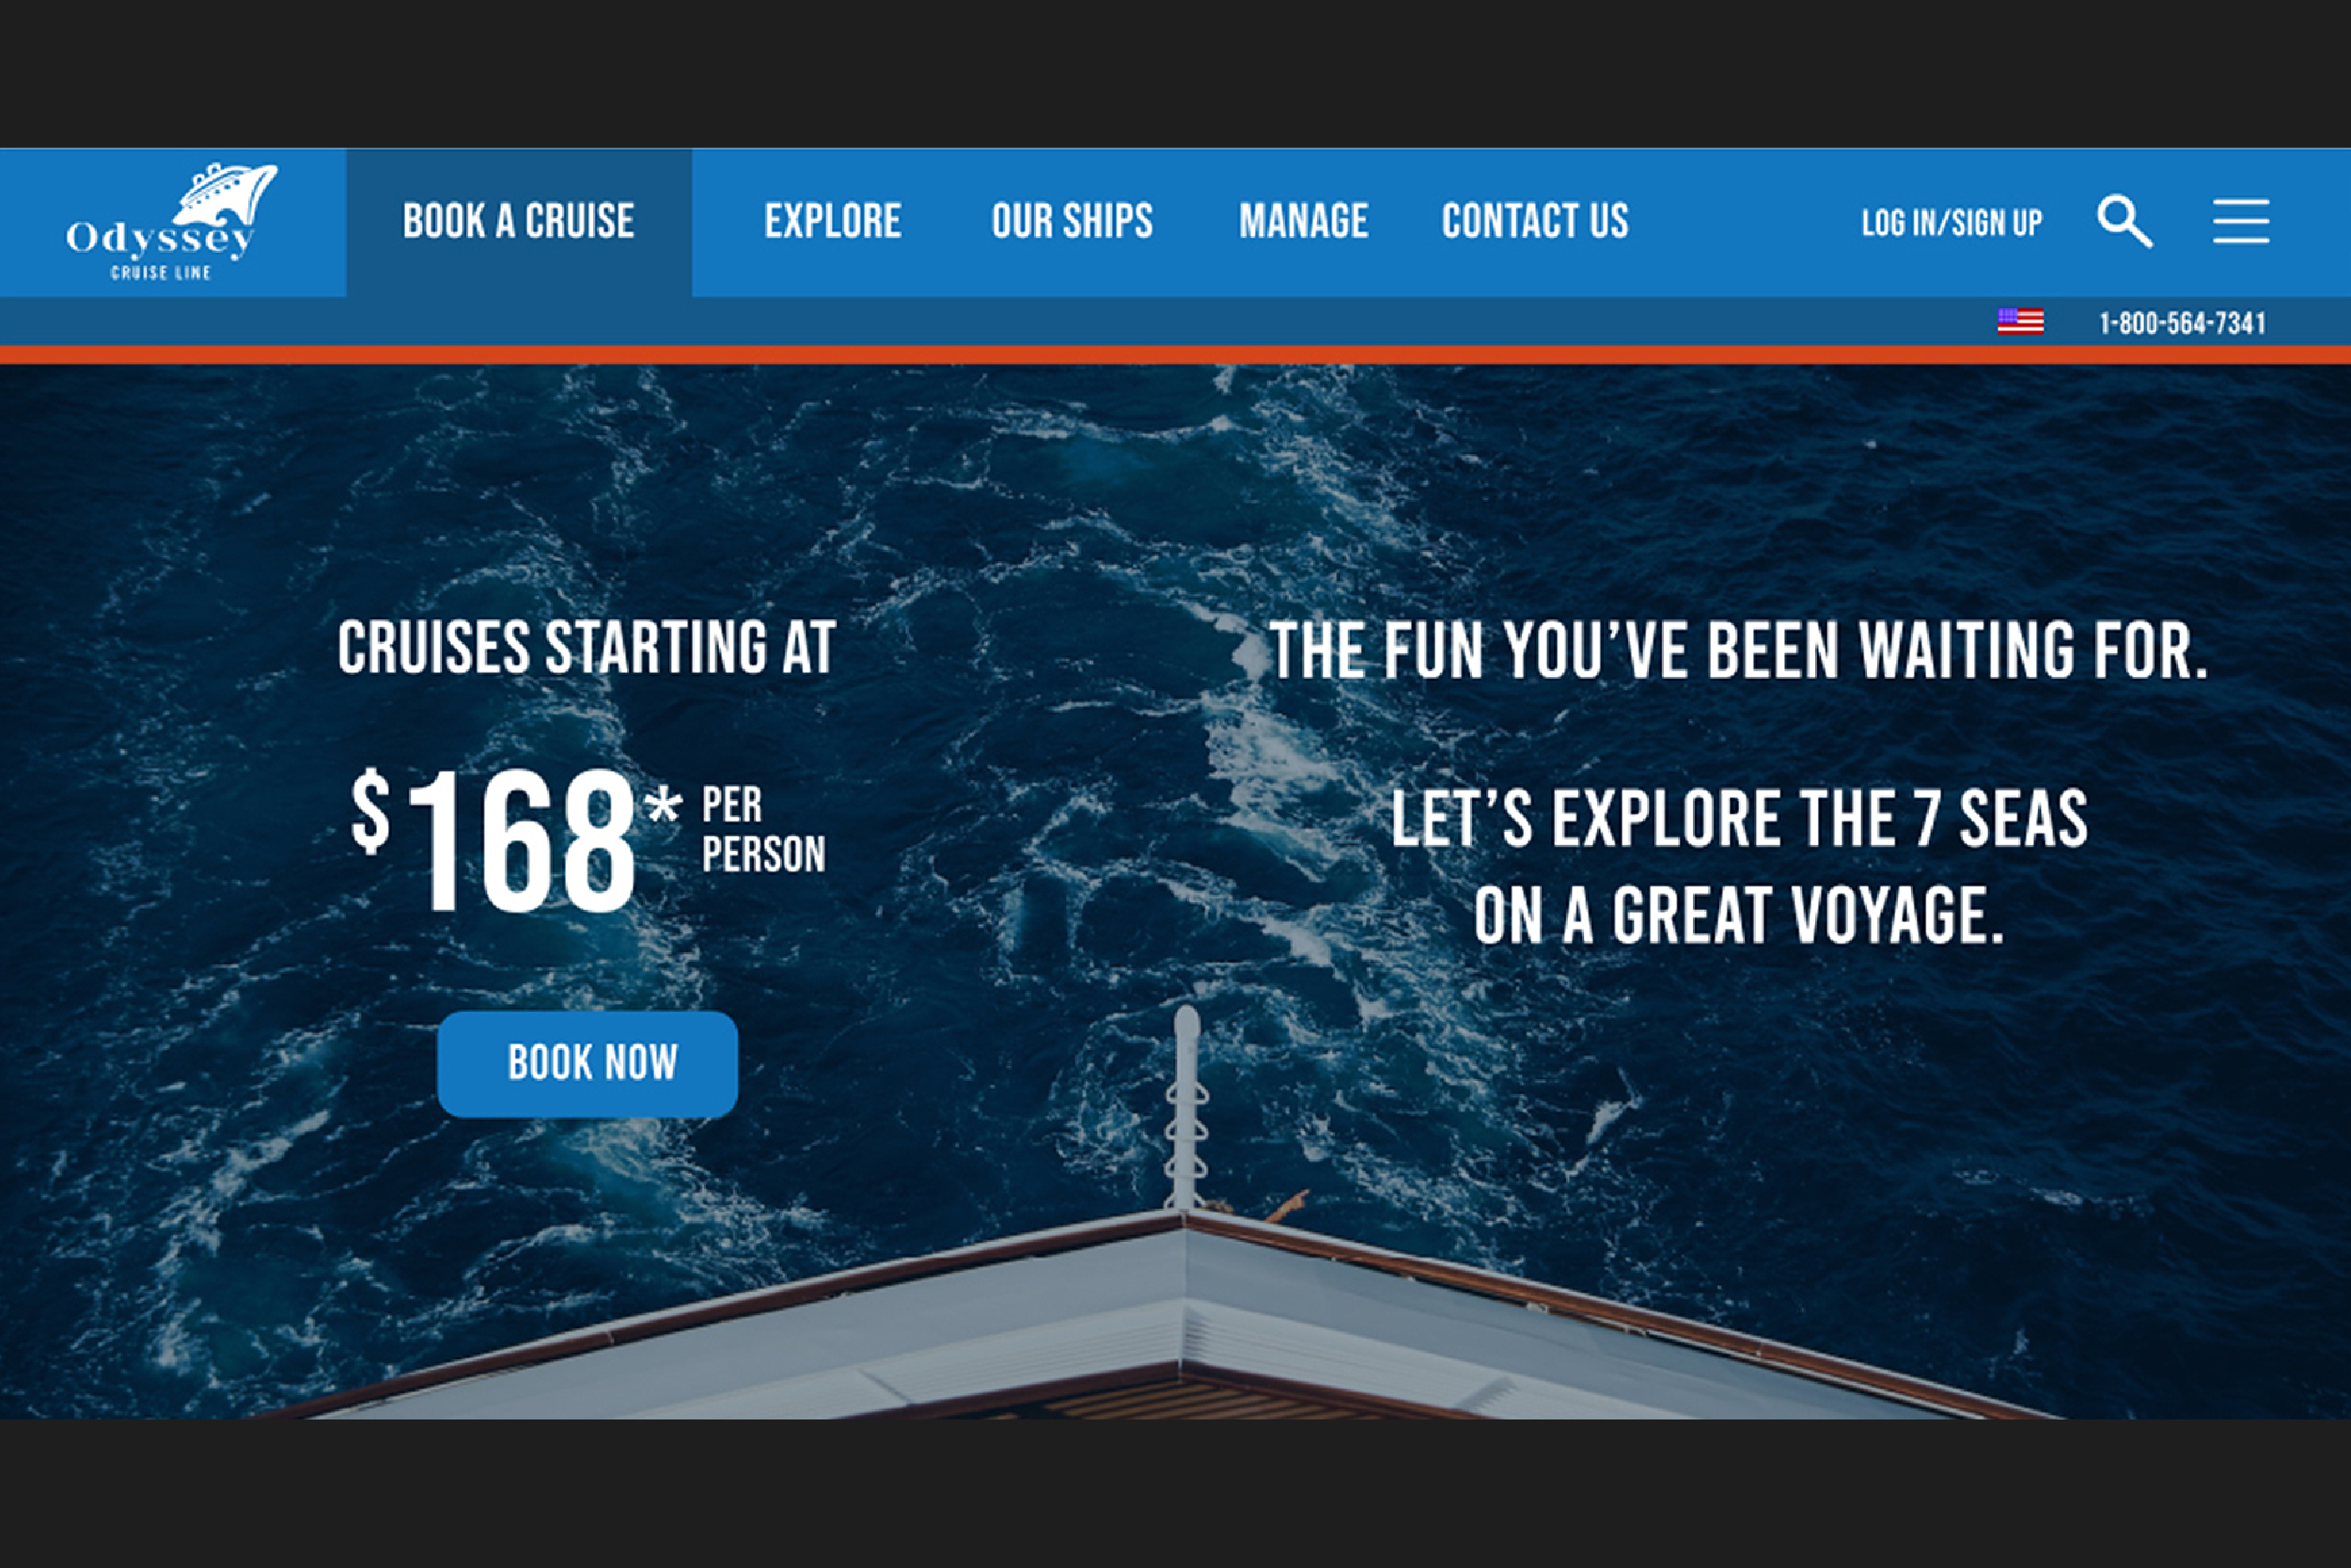 Odyssey
CRUISE LINE
BOOK A CRUISE
EXPLORE
OUR SHIPS
MANAGE
CONTACT US
LOG IN/SIGN UP
1-800-564-7341
CRUISES STARTING AT
$168* PER
PERSON
BOOK NOW
THE FUN YOU’VE BEEN WAITING FOR.
LET’S EXPLORE THE 7 SEAS
ON A GREAT VOYAGE.